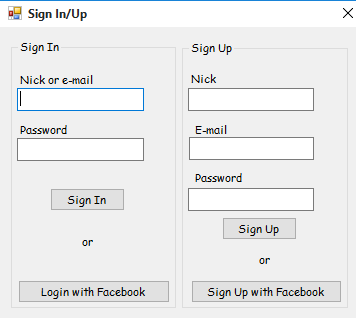 Sign In/Up
Sign In
Nick or e-mail
Password
Sign In
or
Login with Facebook
Sign Up
Nick
E-mail
Password
Sign Up
or
Sign Up with Facebook